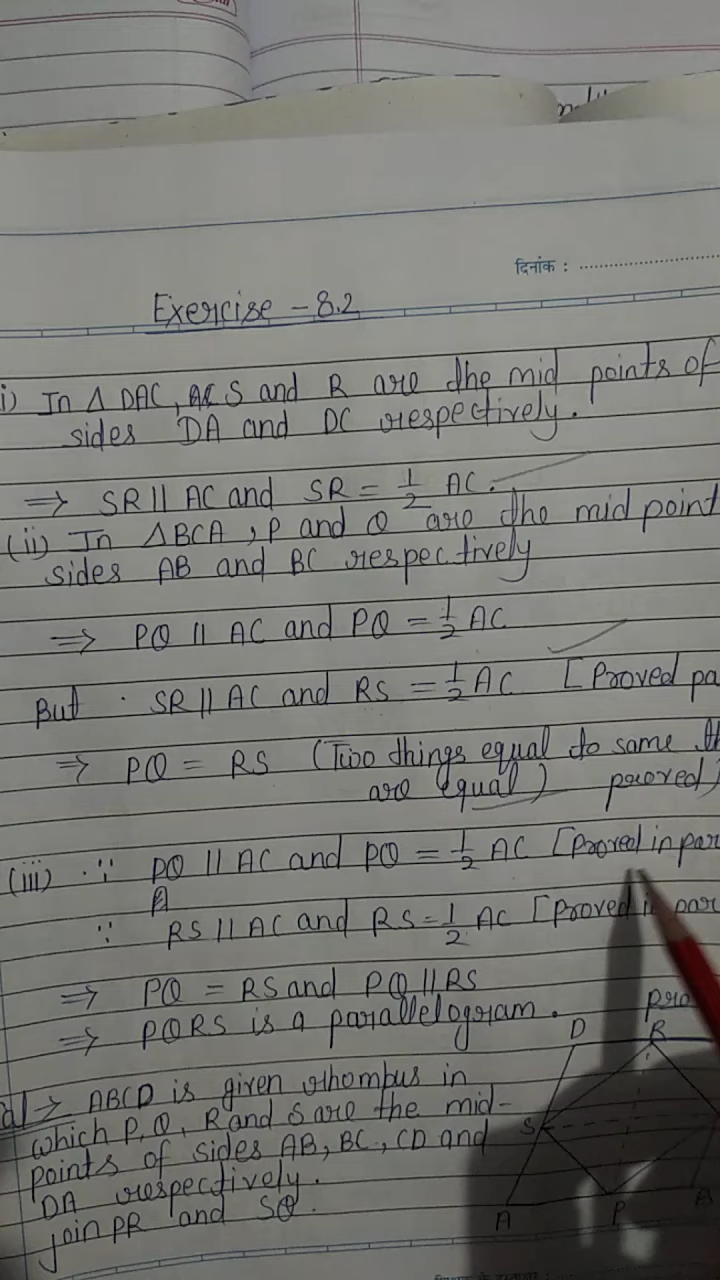 दिनांक :
Exercise - 8.2
i) In Δ DAC, S and R are the mid points of
sides DA and DC respectively.
⇒ SR || AC and SR = 1/2 AC.
(ii) In ΔBCA, P and Q are the mid point
sides AB and BC respectively
⇒ PQ || AC and PQ = 1/2 AC
But SR || AC and RS = 1/2 AC [Proved pa
⇒ PQ = RS (Two things equal to same th
are equal) proved)
(iii) ∵ PQ || AC and PQ = 1/2 AC [Proved in par
∵ RS || AC and RS = 1/2 AC [Proved in par
⇒ PQ = RS and PQ || RS
⇒ PQRS is a parallelogram.
pro
D R
ABCD is given rhombus in
which P, Q, R and S are the mid-
points of sides AB, BC, CD and
DA respectively.
join PR and SQ.
S
A P